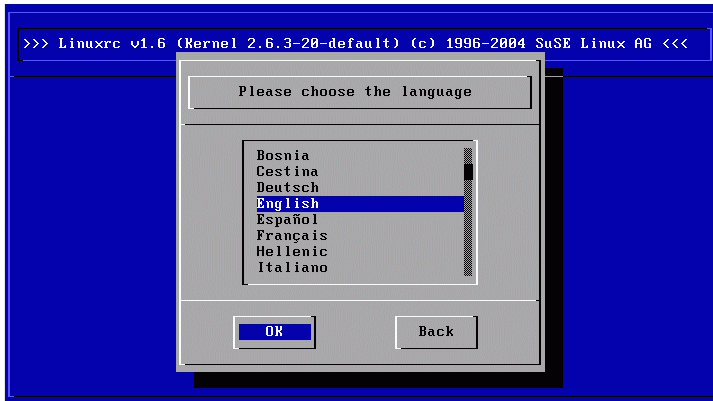 >>> Linuxrc v1.6 (Kernel 2.6.3-20-default) (c) 1996-2004 SuSE Linux AG <<<
Please choose the language
Bosnia
Cestina
Deutsch
English
Español
Français
Hellenic
Italiano
OK
Back